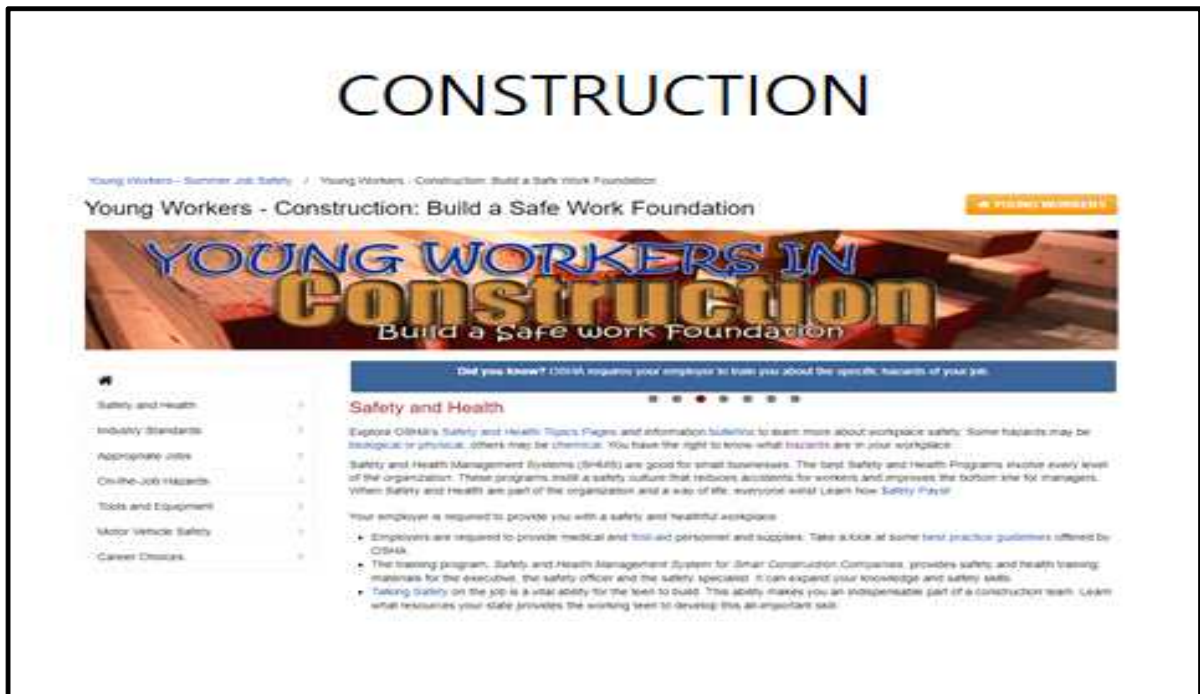 CONSTRUCTION
Young Workers - Summer Job Safety / Young Workers - Construction: Build a Safe Work Foundation
Young Workers - Construction: Build a Safe Work Foundation
YOUNG WORKERS
YOUNG WORKERS IN
Construction
Build a Safe work Foundation
Did you know? OSHA requires your employer to train you about the specific hazards of your job.
Safety and Health
Industry Standards
Appropriate Jobs
On-the-Job Hazards
Tools and Equipment
Motor Vehicle Safety
Career Choices
Safety and Health
Explore OSHA's Safety and Health Topics Pages and information bulletins to learn more about workplace safety. Some hazards may be
biological or physical, others may be chemical. You have the right to know what hazards are in your workplace.
Safety and Health Management Systems (SHMS) are good for small businesses. The best Safety and Health Programs involve every level
of the organization. These programs instill a safety culture that reduces accidents for workers and improves the bottom line for managers.
When Safety and Health are part of the organization and a way of life, everyone wins! Learn how Safety Pays!
Your employer is required to provide you with a safety and healthful workplace.
• Employers are required to provide medical and first-aid personnel and supplies. Take a look at some best practice guidelines offered by
OSHA.
• The training program, Safety and Health Management System for Small Construction Companies, provides safety and health training
materials for the executive, the safety officer and the safety specialist. It can expand your knowledge and safety skills.
• Talking Safety on the job is a vital ability for the teen to build. This ability makes you an indispensable part of a construction team. Learn
what resources your state provides the working teen to develop this all-important skill.